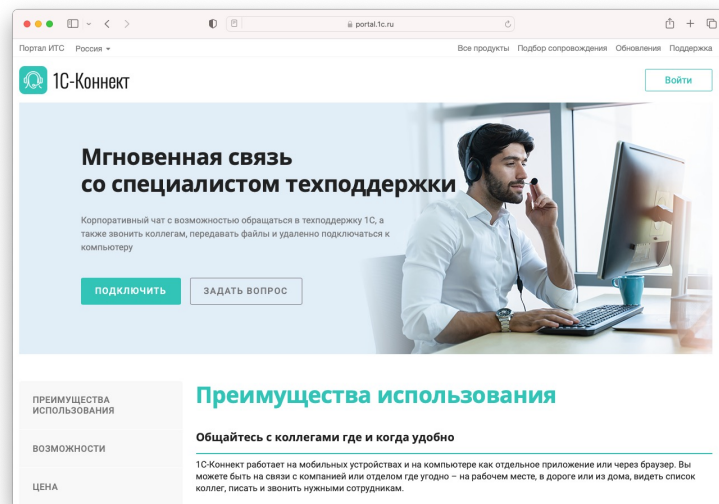 portal.1c.ru
Портал ИТС Россия
Все продукты Подбор сопровождения Обновления Поддержка
1С-Коннект
Войти
Мгновенная связь
со специалистом техподдержки
Корпоративный чат с возможностью обращаться в техподдержку 1С, а
также звонить коллегам, передавать файлы и удаленно подключаться к
компьютеру
ПОДКЛЮЧИТЬ ЗАДАТЬ ВОПРОС
ПРЕИМУЩЕСТВА
ИСПОЛЬЗОВАНИЯ
ВОЗМОЖНОСТИ
ЦЕНА
Преимущества использования
Общайтесь с коллегами где и когда удобно
1С-Коннект работает на мобильных устройствах и на компьютере как отдельное приложение или через браузер. Вы
можете быть на связи с компанией или отделом где угодно – на рабочем месте, в дороге или из дома, видеть список
коллег, писать и звонить нужными сотрудникам.